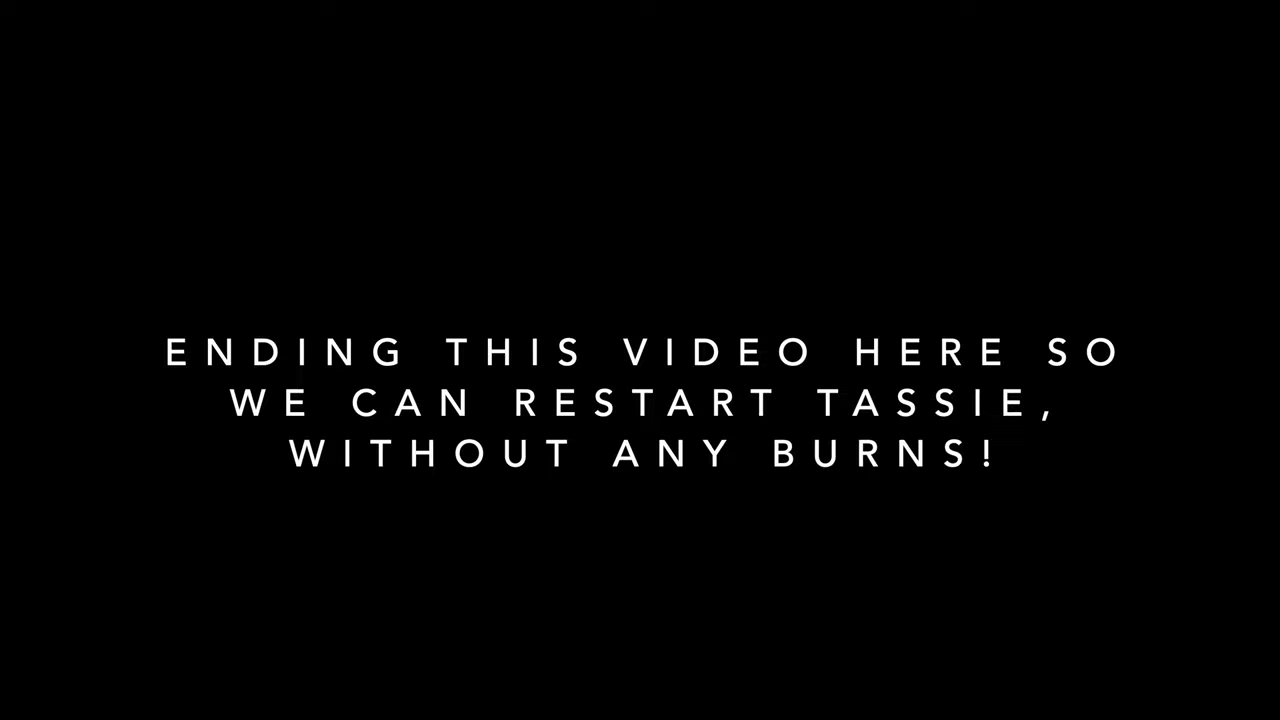 ENDING THIS VIDEO HERE SO
WE CAN RESTART TASSIE,
WITHOUT ANY BURNS!